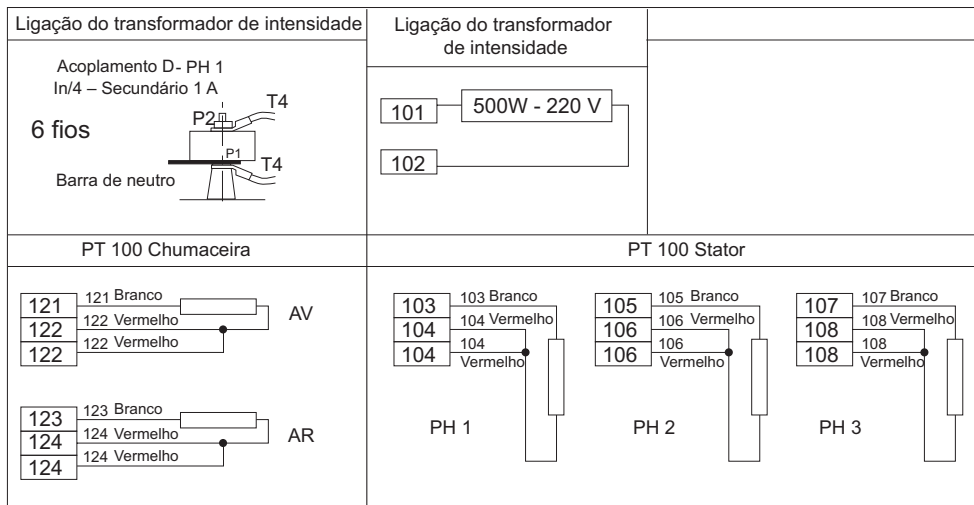 Ligação do transformador de intensidade
Acoplamento D- PH 1
In/4 – Secundário 1 A
6 fios
P2
T4
P1
T4
Barra de neutro
Ligação do transformador
de intensidade
101
500W - 220 V
102
PT 100 Chumaceira
121
121 Branco
122
122 Vermelho
122
122 Vermelho
AV
123
123 Branco
124
124 Vermelho
124
124 Vermelho
AR
PT 100 Stator
103
103 Branco
104
104 Vermelho
104
104
Vermelho
PH 1
105
105 Branco
106
106 Vermelho
106
106
Vermelho
PH 2
107
107 Branco
108
108 Vermelho
108
108
Vermelho
PH 3